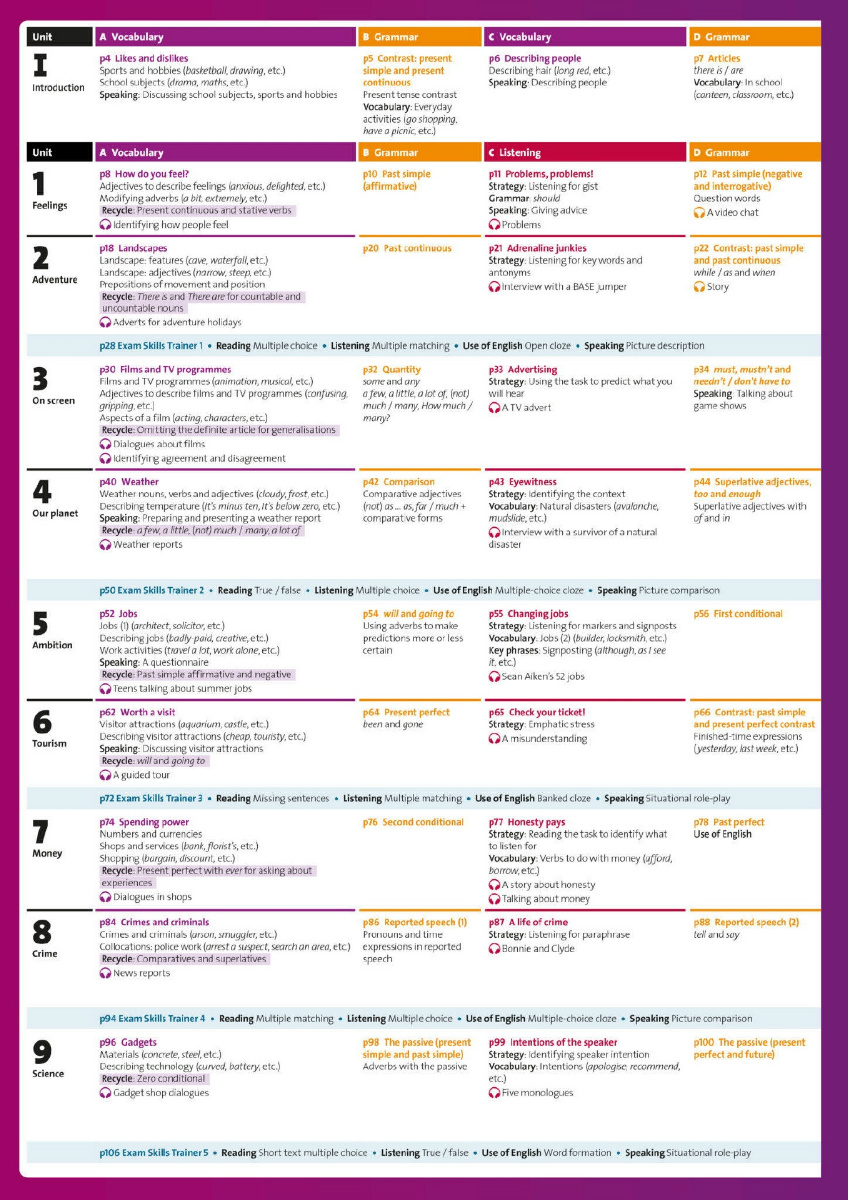 Unit
A Vocabulary
B Grammar
C Vocabulary
D Grammar
I
Introduction
p4 Likes and dislikes
Sports and hobbies (basketball, drawing, etc.)
School subjects (drama, maths, etc.)
Speaking: Discussing school subjects, sports and hobbies
p5 Contrast: present
simple and present
continuous
Present tense contrast
Vocabulary: Everyday
activities (go shopping,
have a picnic, etc.)
p6 Describing people
Describing hair (long red, etc.)
Speaking: Describing people
p7 Articles
there is / are
Vocabulary: In school
(canteen, classroom, etc.)
Unit
A Vocabulary
B Grammar
C Listening
D Grammar
1
Feelings
p8 How do you feel?
Adjectives to describe feelings (anxious, delighted, etc.)
Modifying adverbs (a bit, extremely, etc.)
Recycle: Present continuous and stative verbs
Identifying how people feel
p10 Past simple
(affirmative)
p11 Problems, problems!
Strategy: Listening for gist
Grammar: should
Speaking: Giving advice
Problems
p12 Past simple (negative
and interrogative)
Question words
A video chat
2
Adventure
p18 Landscapes
Landscape: features (cave, waterfall, etc.)
Landscape: adjectives (narrow, steep, etc.)
Prepositions of movement and position
Recycle: There is and There are for countable and
uncountable nouns
Adverts for adventure holidays
p20 Past continuous
p21 Adrenaline junkies
Strategy: Listening for key words and
antonyms
Interview with a BASE jumper
p22 Contrast: past simple
and past continuous
while / as and when
Story
p28 Exam Skills Trainer 1 • Reading Multiple choice • Listening Multiple matching • Use of English Open cloze • Speaking Picture description
3
On screen
p30 Films and TV programmes
Films and TV programmes (animation, musical, etc.)
Adjectives to describe films and TV programmes (confusing,
gripping, etc.)
Aspects of a film (acting, characters, etc.)
Recycle: Omitting the definite article for generalisations
Dialogues about films
Identifying agreement and disagreement
p32 Quantity
some and any
a few, a little, a lot of, (not)
much / many, How much /
many?
p33 Advertising
Strategy: Using the task to predict what you
will hear
A TV advert
p34 must, mustn't and
needn't / don't have to
Speaking: Talking about
game shows
4
Our planet
p40 Weather
Weather nouns, verbs and adjectives (cloudy, frost, etc.)
Describing temperature (it's minus ten, it's below zero, etc.)
Speaking: Preparing and presenting a weather report
Recycle: a few, a little, (not) much / many, a lot of
Weather reports
p42 Comparison
Comparative adjectives
(not) as ... as, far / much +
comparative forms
p43 Eyewitness
Strategy: Identifying the context
Vocabulary: Natural disasters (avalanche,
mudslide, etc.)
Interview with a survivor of a natural
disaster
p44 Superlative adjectives,
too and enough
Superlative adjectives with
of and in
p50 Exam Skills Trainer 2 • Reading True / false • Listening Multiple choice • Use of English Multiple-choice cloze • Speaking Picture comparison
5
Ambition
p52 Jobs
Jobs (1) (architect, solicitor, etc.)
Describing jobs (badly-paid, creative, etc.)
Work activities (travel a lot, work alone, etc.)
Speaking: A questionnaire
Recycle: Past simple affirmative and negative
Teens talking about summer jobs
p54 will and going to
Using adverbs to make
predictions more or less
certain
p55 Changing jobs
Strategy: Listening for markers and signposts
Vocabulary: Jobs (2) (builder, locksmith, etc.)
Key phrases: Signposting (although, as I see
it, etc.)
Sean Aiken's 52 jobs
p56 First conditional
6
Tourism
p62 Worth a visit
Visitor attractions (aquarium, castle, etc.)
Describing visitor attractions (cheap, touristy, etc.)
Speaking: Discussing visitor attractions
Recycle: will and going to
A guided tour
p64 Present perfect
been and gone
p65 Check your ticket!
Strategy: Emphatic stress
A misunderstanding
p66 Contrast: past simple
and present perfect contrast
Finished-time expressions
(yesterday, last week, etc.)
p72 Exam Skills Trainer 3 • Reading Missing sentences • Listening Multiple matching • Use of English Banked cloze • Speaking Situational role-play
7
Money
p74 Spending power
Numbers and currencies
Shops and services (bank, florist's, etc.)
Shopping (bargain, discount, etc.)
Recycle: Present perfect with ever for asking about
experiences
Dialogues in shops
p76 Second conditional
p77 Honesty pays
Strategy: Reading the task to identify what
to listen for
Vocabulary: Verbs to do with money (afford,
borrow, etc.)
A story about honesty
Talking about money
p78 Past perfect
Use of English
8
Crime
p84 Crimes and criminals
Crimes and criminals (arson, smuggler, etc.)
Collocations: police work (arrest a suspect, search an area, etc.)
Recycle: Comparatives and superlatives
News reports
p86 Reported speech (1)
Pronouns and time
expressions in reported
speech
p87 A life of crime
Strategy: Listening for paraphrase
Bonnie and Clyde
p88 Reported speech (2)
tell and say
p94 Exam Skills Trainer 4 • Reading Multiple matching • Listening Multiple choice • Use of English Multiple-choice cloze • Speaking Picture comparison
9
Science
p96 Gadgets
Materials (concrete, steel, etc.)
Describing technology (curved, battery, etc.)
Recycle: Zero conditional
Gadget shop dialogues
p98 The passive (present
simple and past simple)
Adverbs with the passive
p99 Intentions of the speaker
Strategy: Identifying speaker intention
Vocabulary: Intentions (apologise, recommend,
etc.)
Five monologues
p100 The passive (present
perfect and future)
p106 Exam Skills Trainer 5 • Reading Short text multiple choice • Listening True / false • Use of English Word formation • Speaking Situational role-play